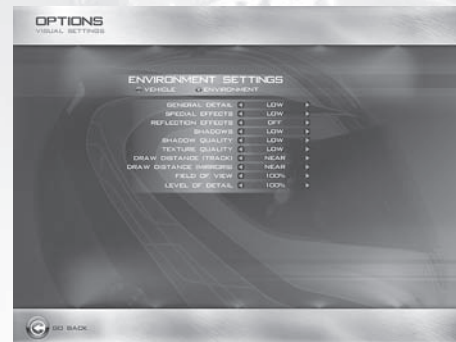 OPTIONS
VISUAL SETTINGS
ENVIRONMENT SETTINGS
VEHICLE ENVIRONMENT
GENERAL DETAIL LOW
SPECIAL EFFECTS LOW
REFLECTION EFFECTS OFF
SHADOWS LOW
SHADOW QUALITY LOW
TEXTURE QUALITY LOW
DRAW DISTANCE (TRACK) NEAR
DRAW DISTANCE (MIRRORS) NEAR
FIELD OF VIEW 100%
LEVEL OF DETAIL 100%
GO BACK